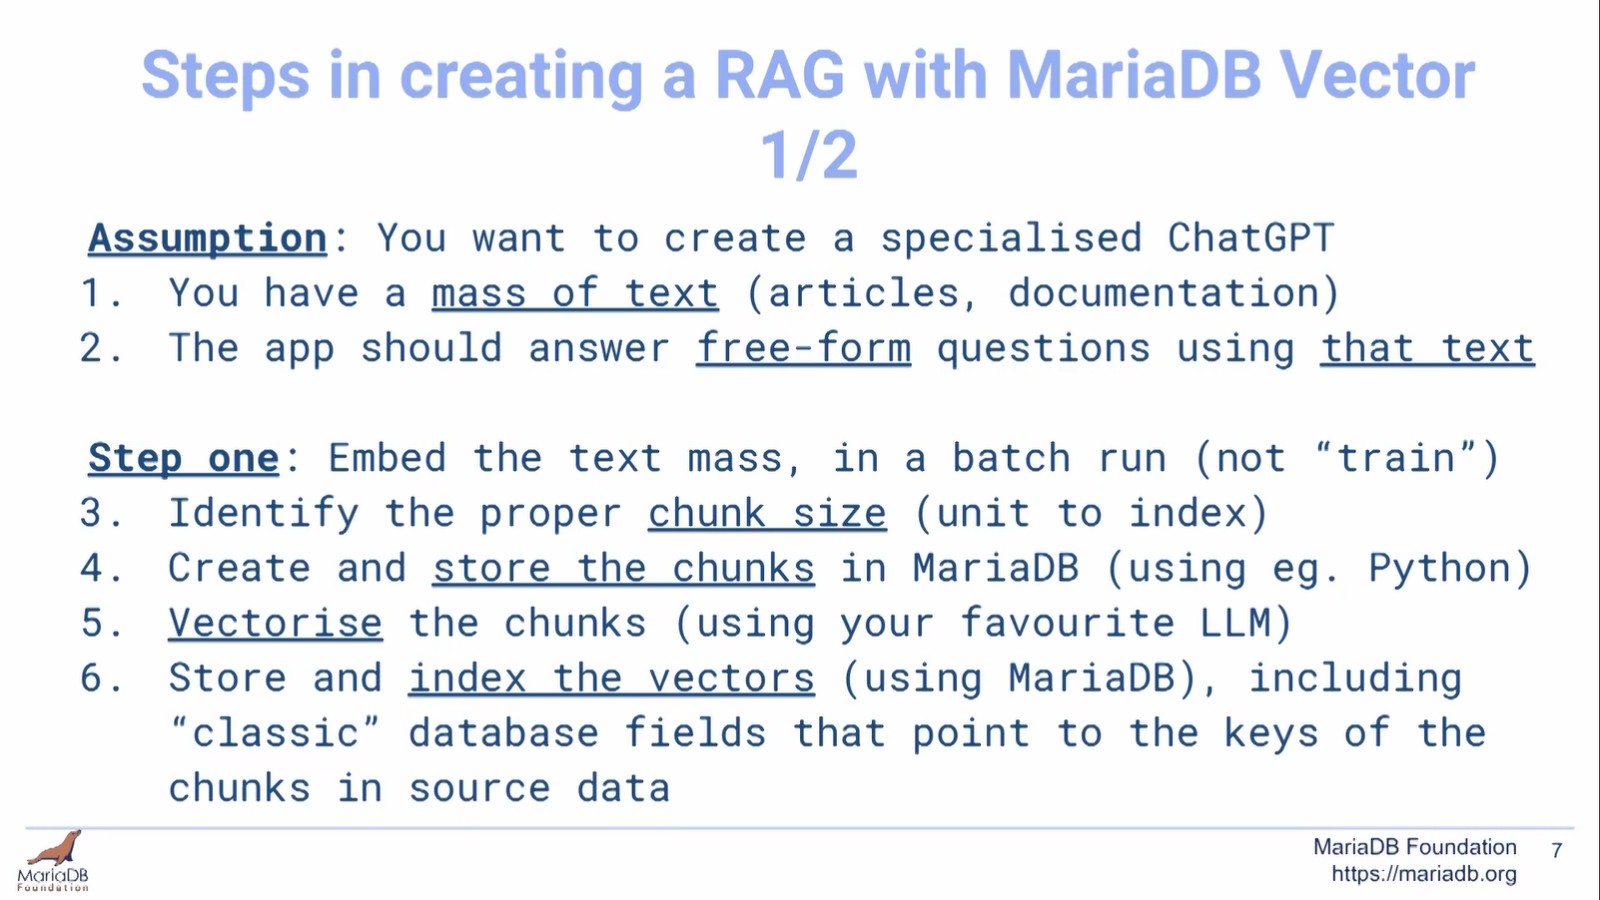 Steps in creating a RAG with MariaDB Vector
1/2
Assumption: You want to create a specialised ChatGPT
1. You have a mass of text (articles, documentation)
2. The app should answer free-form questions using that text
Step one: Embed the text mass, in a batch run (not “train”)
3. Identify the proper chunk size (unit to index)
4. Create and store the chunks in MariaDB (using eg. Python)
5. Vectorise the chunks (using your favourite LLM)
6. Store and index the vectors (using MariaDB), including
“classic” database fields that point to the keys of the
chunks in source data
MariaDB
Foundation
MariaDB Foundation
https://mariadb.org
7